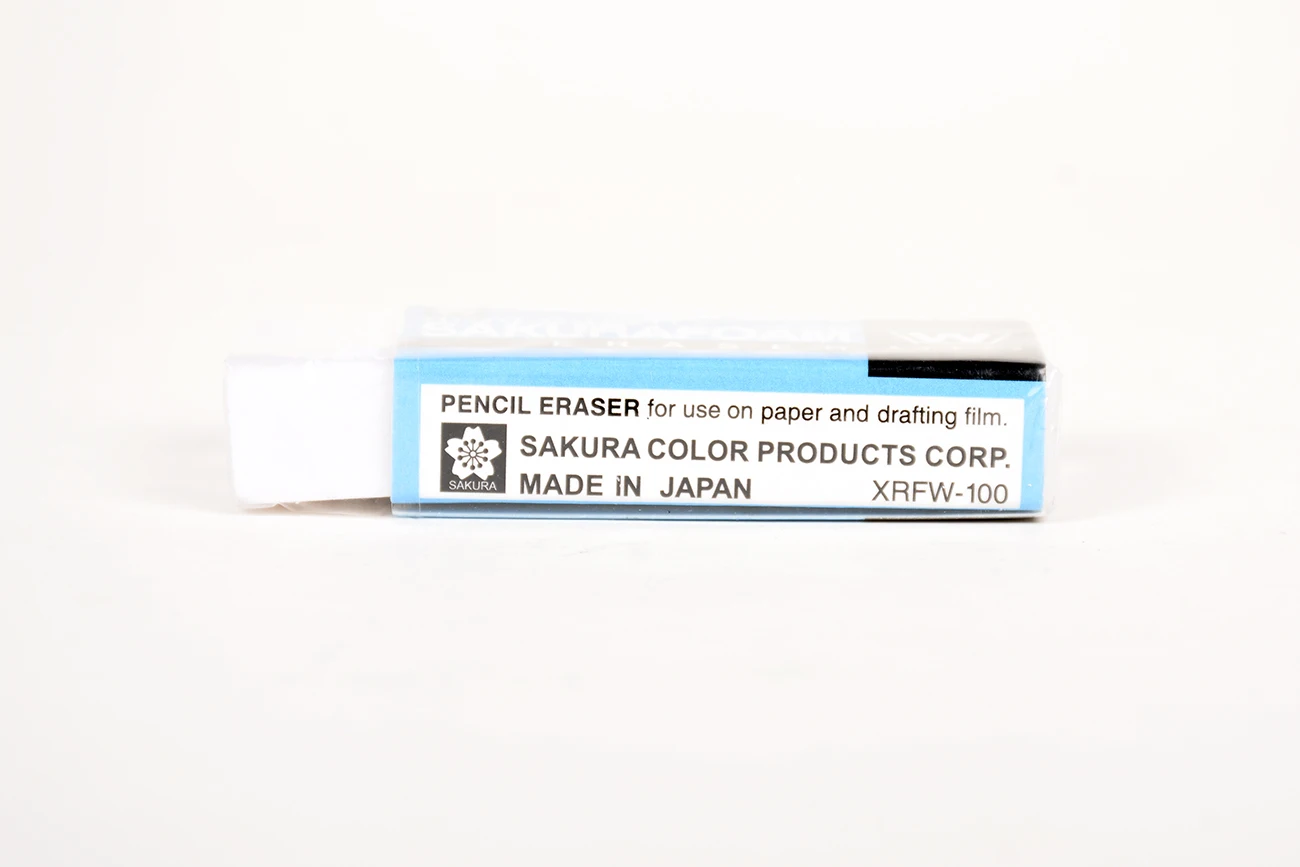 SAKURAFOAM
W
PENCIL ERASER for use on paper and drafting film.
SAKURA
SAKURA COLOR PRODUCTS CORP.
MADE IN JAPAN
XRFW-100